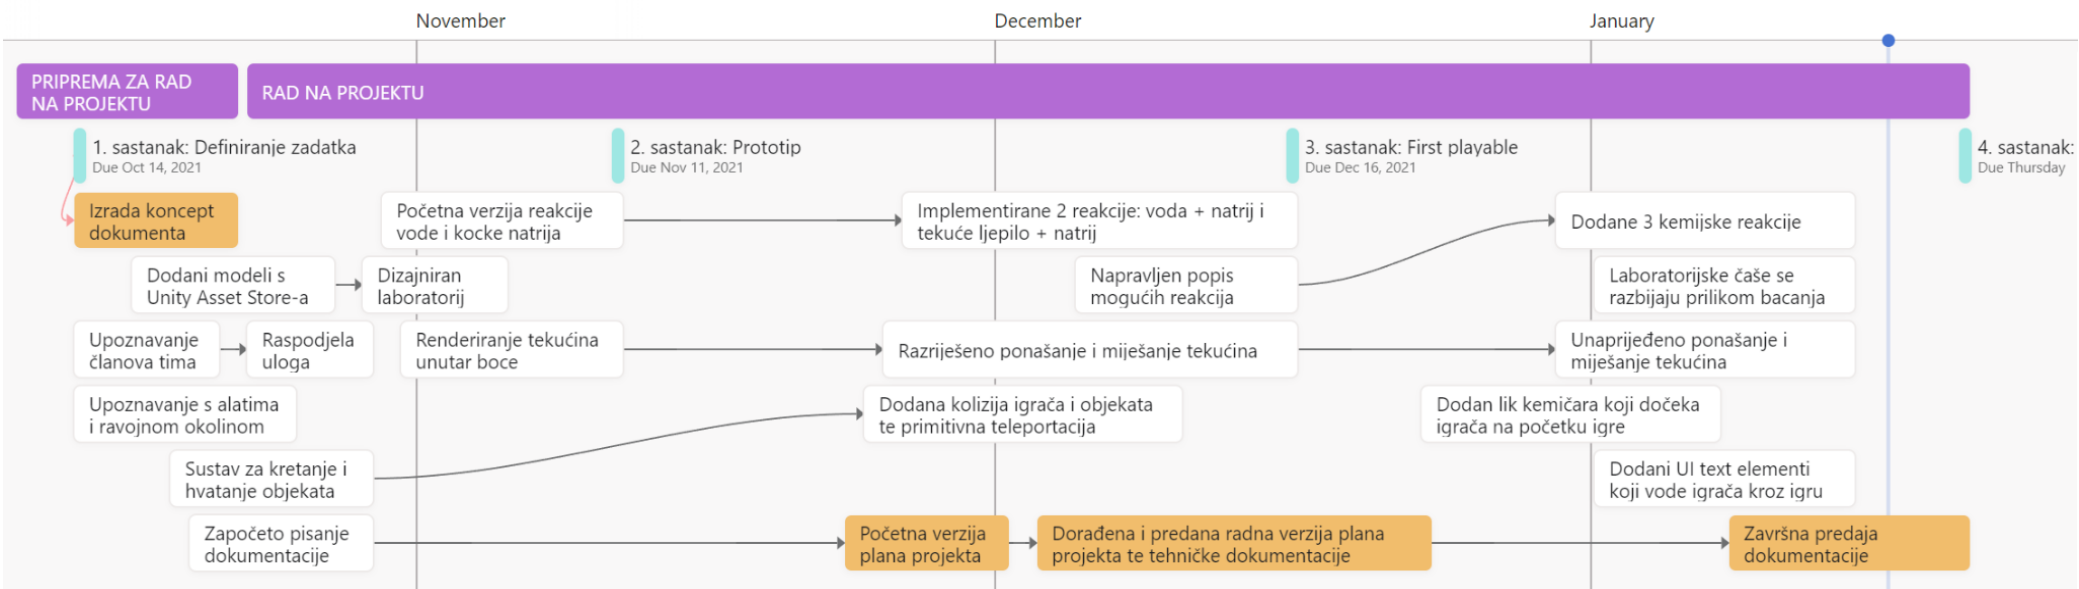 November
December
January
PRIPREMA ZA RAD
NA PROJEKTU
RAD NA PROJEKTU
1. sastanak: Definiranje zadatka
Due Oct 14, 2021
2. sastanak: Prototip
Due Nov 11, 2021
3. sastanak: First playable
Due Dec 16, 2021
4. sastanak:
Due Thursday
Izrada koncept
dokumenta
Početna verzija reakcije
vode i kocke natrija
Implementirane 2 reakcije: voda + natrij i
tekuće ljepilo + natrij
Dodane 3 kemijske reakcije
Dodani modeli s
Unity Asset Store-a
Dizajniran
laboratorij
Napravljen popis
mogućih reakcija
Laboratorijske čaše se
razbijaju prilikom bacanja
Upoznavanje
članova tima
Raspodjela
uloga
Renderiranje tekućina
unutar boce
Razriješeno ponašanje i miješanje tekućina
Unaprijeđeno ponašanje i
miješanje tekućina
Upoznavanje s alatima
i ravojnom okolinom
Dodana kolizija igrača i objekata
te primitivna teleportacija
Dodan lik kemičara koji dočeka
igrača na početku igre
Sustav za kretanje i
hvatanje objekata
Dodani UI text elementi
koji vode igrača kroz igru
Započeto pisanje
dokumentacije
Početna verzija
plana projekta
Dorađena i predana radna verzija plana
projekta te tehničke dokumentacije
Završna predaja
dokumentacije